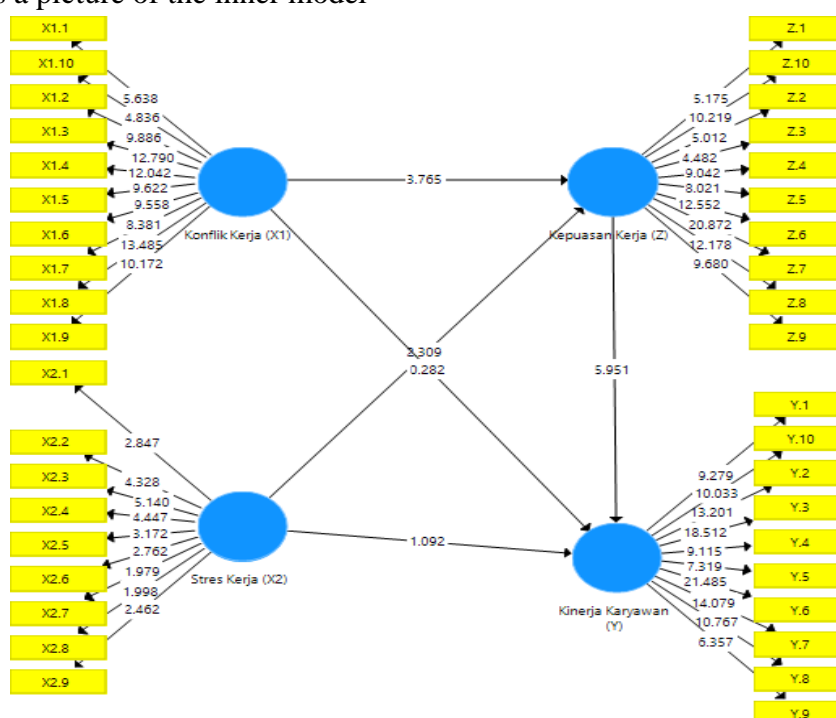 s a picture of the inner model
X1.1
X1.10
X1.2
X1.3
X1.4
X1.5
X1.6
X1.7
X1.8
X1.9
5.638
4.836
9.886
12.790
12.042
9.622
9.558
8.381
13.485
10.172
Konflik Kerja (X1)
3.765
Z.1
Z.10
Z.2
Z.3
Z.4
Z.5
Z.6
Z.7
Z.8
Z.9
5.175
10.219
5.012
4.482
9.042
8.021
12.552
20.872
12.178
9.680
Kepuasan Kerja (Z)
2.309
0.282
5.951
X2.1
X2.2
X2.3
X2.4
X2.5
X2.6
X2.7
X2.8
X2.9
2.847
4.328
5.140
4.447
3.172
2.762
1.979
1.998
2.462
Stres Kerja (X2)
1.092
Y.1
Y.10
Y.2
Y.3
Y.4
Y.5
Y.6
Y.7
Y.8
Y.9
9.279
10.033
13.201
18.512
9.115
7.319
21.485
14.079
10.767
6.357
Kinerja Karyawan
(Y)